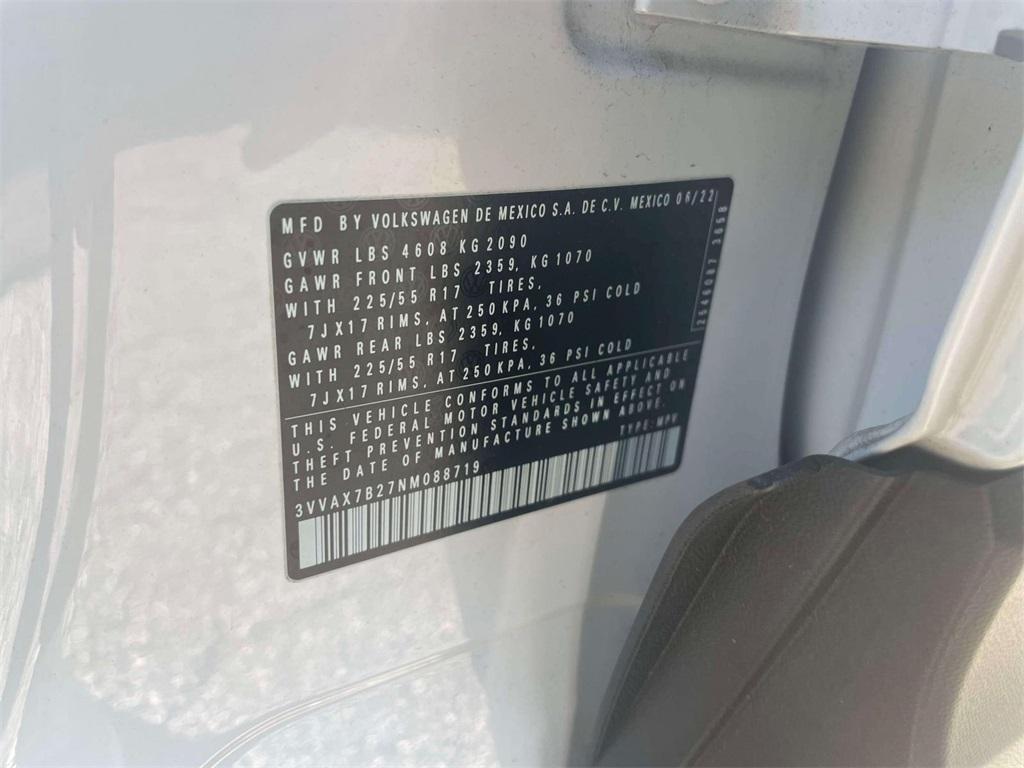 MFD BY VOLKSWAGEN DE MEXICO S.A. DE C.V. MEXICO 06/22
GVWR LBS 4608 KG 2090
GAWR FRONT LBS 2359, KG 1070
WITH 225/55 R17 TIRES,
7JX17 RIMS, AT 250 KPA, 36 PSI COLD
GAWR REAR LBS 2359, KG 1070
WITH 225/55 R17 TIRES,
7JX17 RIMS, AT 250 KPA, 36 PSI COLD
THIS VEHICLE CONFORMS TO ALL APPLICABLE
U.S. FEDERAL MOTOR VEHICLE SAFETY AND
THEFT PREVENTION STANDARDS IN EFFECT ON
THE DATE OF MANUFACTURE SHOWN ABOVE.
3VVAX7B27NM088719 TYPE: MPV